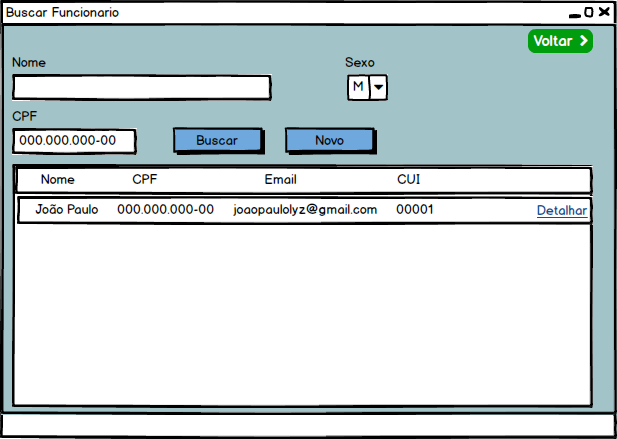 Buscar Funcionario
Voltar
Nome
Sexo
M
CPF
000.000.000-00
Buscar
Novo
Nome CPF Email CUI
João Paulo 000.000.000-00 joaopaulolyz@gmail.com 00001 Detalhar